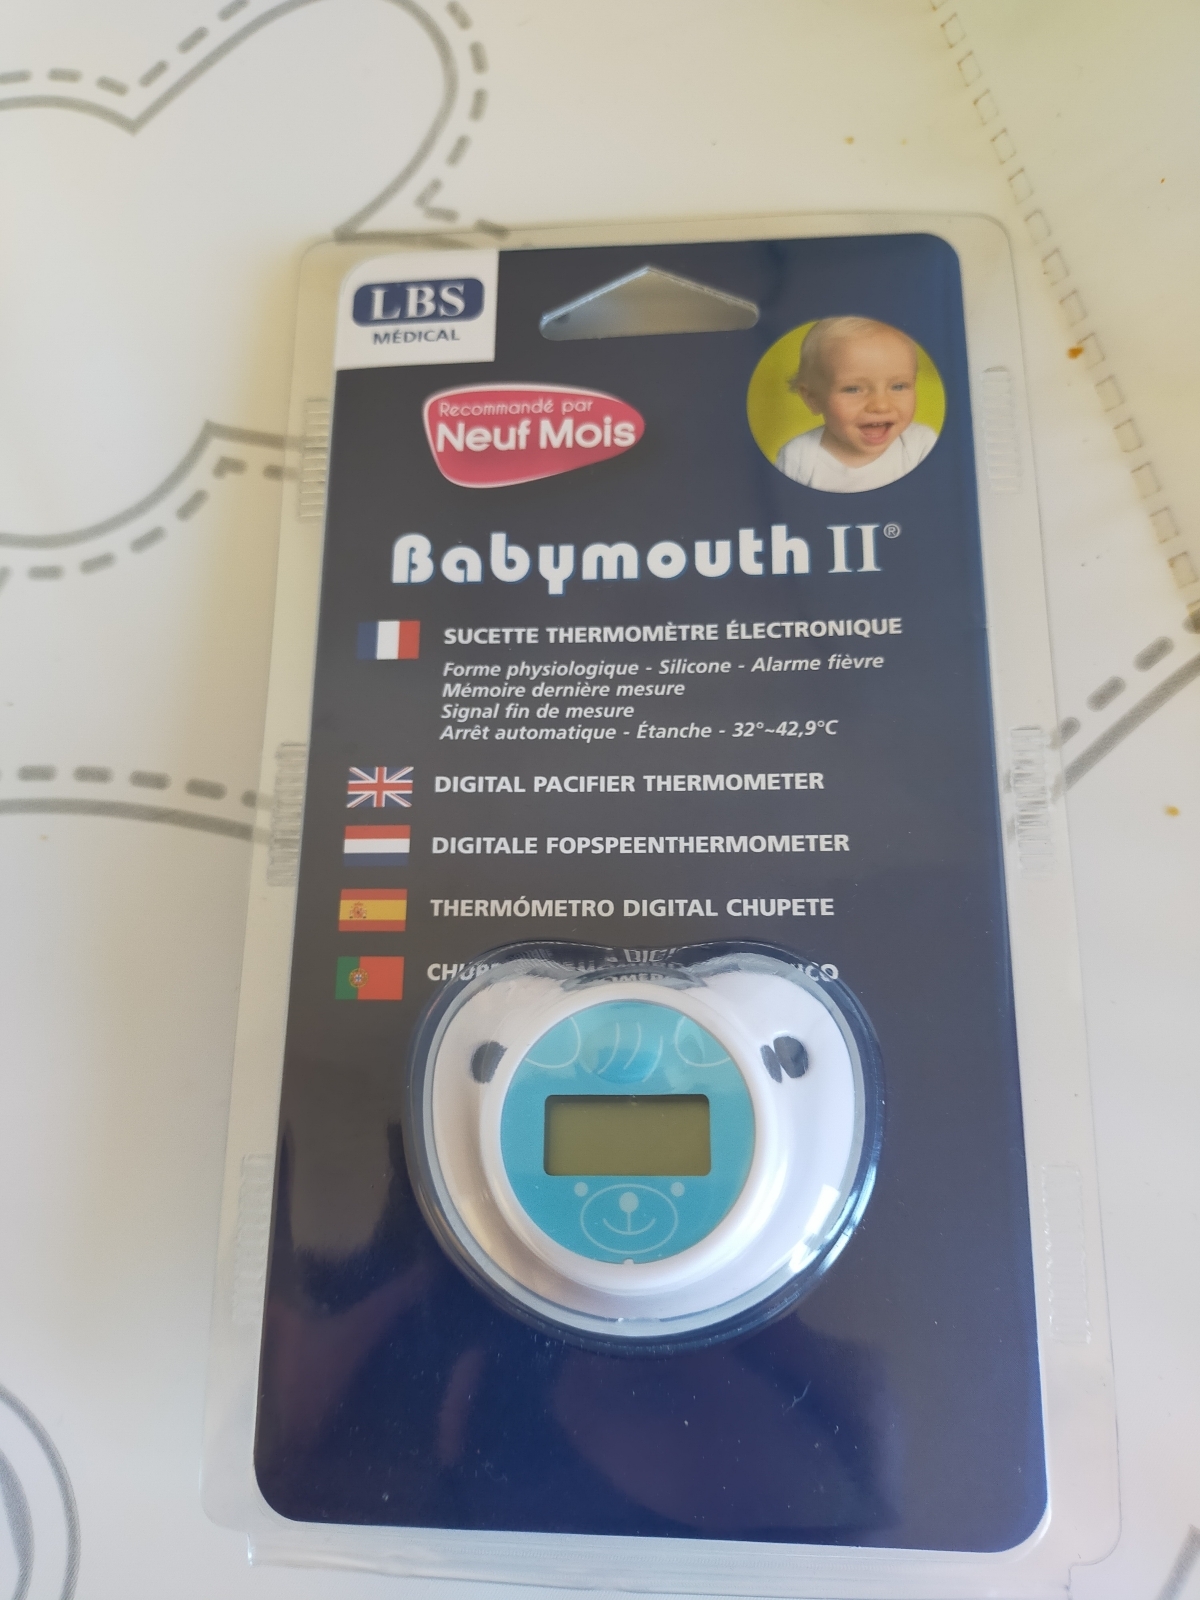 LBS
MÉDICAL
Recommandé par
Neuf Mois
Babymouth II®
SUCETTE THERMOMÈTRE ÉLECTRONIQUE
Forme physiologique - Silicone - Alarme fièvre
Mémoire dernière mesure
Signal fin de mesure
Arrêt automatique - Étanche - 32°~42,9°C
DIGITAL PACIFIER THERMOMETER
DIGITALE FOPSPEENTHERMOMETER
THERMÓMETRO DIGITAL CHUPETE